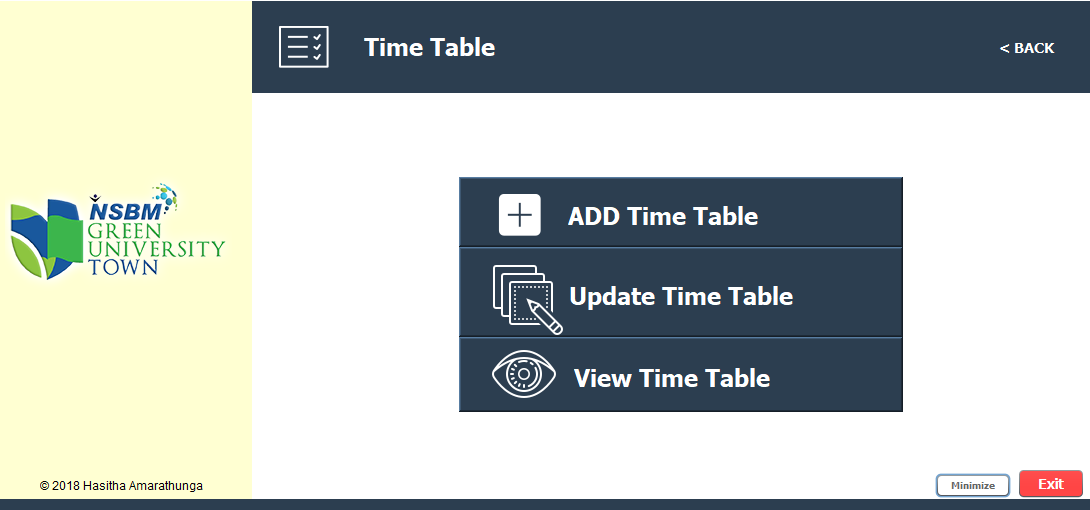 Time Table
< BACK
NSBM
GREEN
UNIVERSITY
TOWN
ADD Time Table
Update Time Table
View Time Table
© 2018 Hasitha Amarathunga
Minimize
Exit